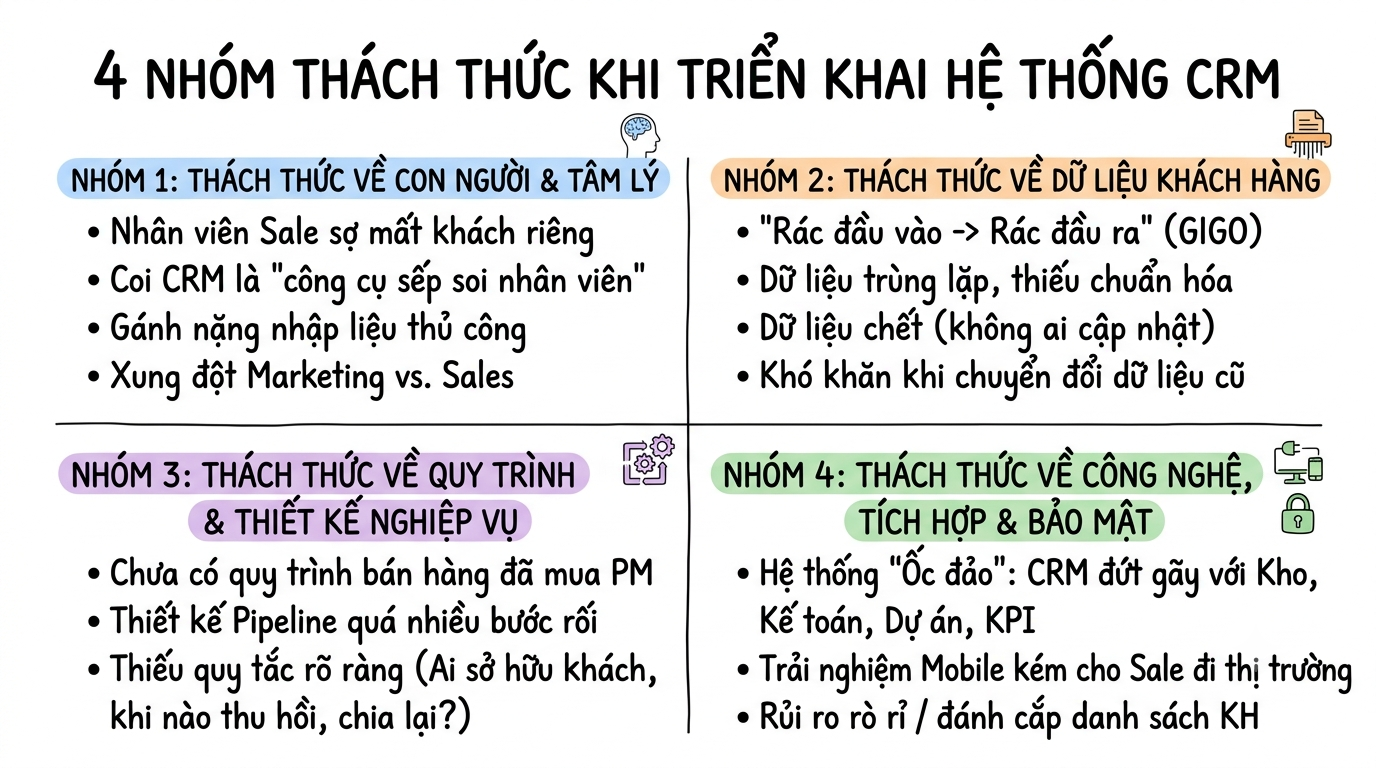 4 NHÓM THÁCH THỨC KHI TRIỂN KHAI HỆ THỐNG CRM
NHÓM 1: THÁCH THỨC VỀ CON NGƯỜI & TÂM LÝ
• Nhân viên Sale sợ mất khách riêng
• Coi CRM là "công cụ sếp soi nhân viên"
• Gánh nặng nhập liệu thủ công
• Xung đột Marketing vs. Sales
NHÓM 2: THÁCH THỨC VỀ DỮ LIỆU KHÁCH HÀNG
• "Rác đầu vào -> Rác đầu ra" (GIGO)
• Dữ liệu trùng lặp, thiếu chuẩn hóa
• Dữ liệu chết (không ai cập nhật)
• Khó khăn khi chuyển đổi dữ liệu cũ
NHÓM 3: THÁCH THỨC VỀ QUY TRÌNH
& THIẾT KẾ NGHIỆP VỤ
• Chưa có quy trình bán hàng đã mua PM
• Thiết kế Pipeline quá nhiều bước rối
• Thiếu quy tắc rõ ràng (Ai sở hữu khách,
khi nào thu hồi, chia lại?)
NHÓM 4: THÁCH THỨC VỀ CÔNG NGHỆ,
TÍCH HỢP & BẢO MẬT
• Hệ thống "Ốc đảo": CRM đứt gãy với Kho,
Kế toán, Dự án, KPI
• Trải nghiệm Mobile kém cho Sale đi thị trường
• Rủi ro rò rỉ / đánh cắp danh sách KH